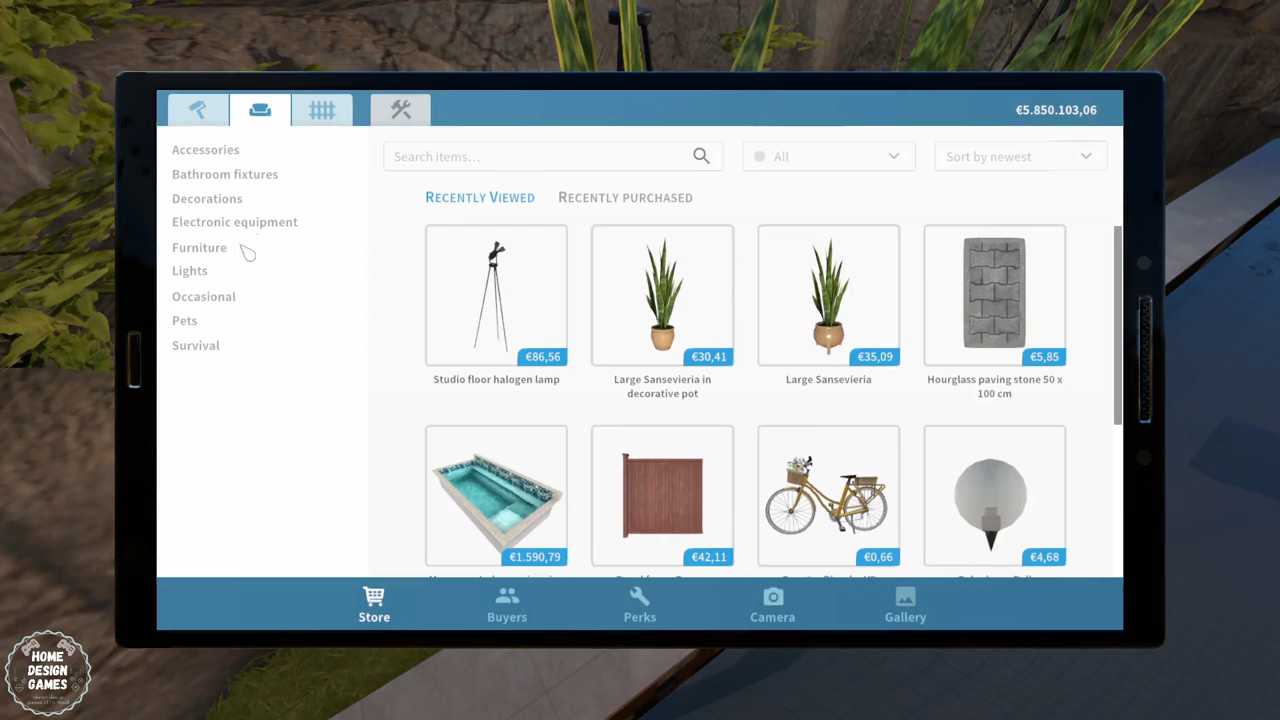 €5.850.103,06
Accessories
Bathroom fixtures
Decorations
Electronic equipment
Furniture
Lights
Occasional
Pets
Survival
Search items...
All
Sort by newest
RECENTLY VIEWED
RECENTLY PURCHASED
€86,56
Studio floor halogen lamp
€30,41
Large Sansevieria in
decorative pot
€35,09
Large Sansevieria
€5,85
Hourglass paving stone 50 x
100 cm
€1.590,79
€42,11
€0,66
€4,68
Store
Buyers
Perks
Camera
Gallery
HOME
DESIGN
GAMES